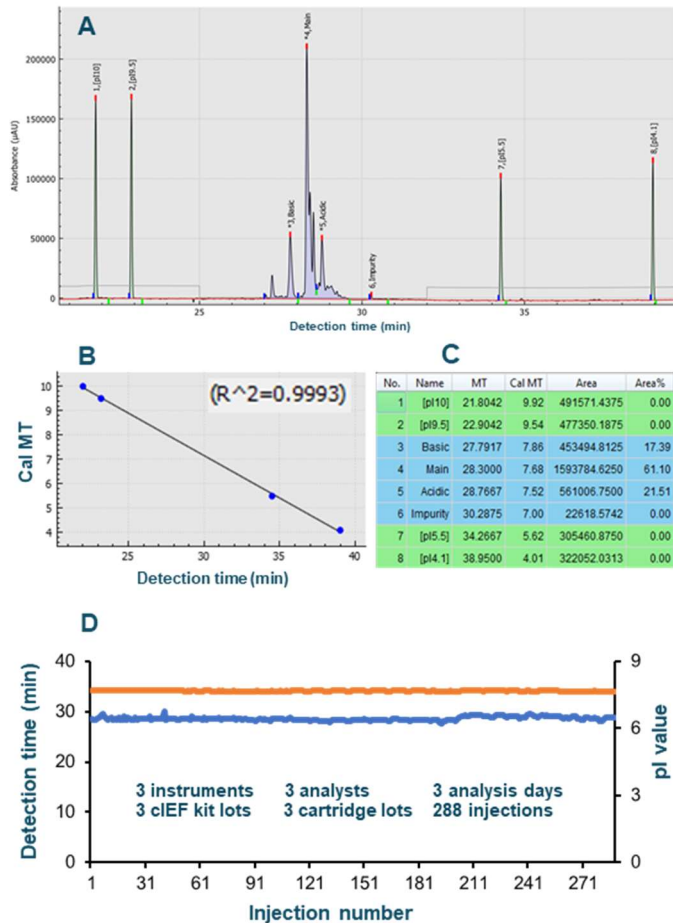 A
Absorbance (µAU)
200000
150000
100000
50000
0
1,[pI10]
2,[pI9.5]
*3,Basic
*4,Main
*5,Acidic
6,Impurity
7,[pI5.5]
8,[pI4.1]
25 30 35
Detection time (min)
B
(R^2=0.9993)
Cal MT
10
9
8
7
6
5
4
25 30 35 40
Detection time (min)
C
No. Name MT Cal MT Area Area%
1 [pI10] 21.8042 9.92 491571.4375 0.00
2 [pI9.5] 22.9042 9.54 477350.1875 0.00
3 Basic 27.7917 7.86 453494.8125 17.39
4 Main 28.3000 7.68 1593784.6250 61.10
5 Acidic 28.7667 7.52 561006.7500 21.51
6 Impurity 30.2875 7.00 22618.5742 0.00
7 [pI5.5] 34.2667 5.62 305460.8750 0.00
8 [pI4.1] 38.9500 4.01 322052.0313 0.00
D
Detection time (min)
40
30
20
10
0
9
6
3
0
pI value
3 instruments 3 analysts 3 analysis days
3 cIEF kit lots 3 cartridge lots 288 injections
1 31 61 91 121 151 181 211 241 271
Injection number